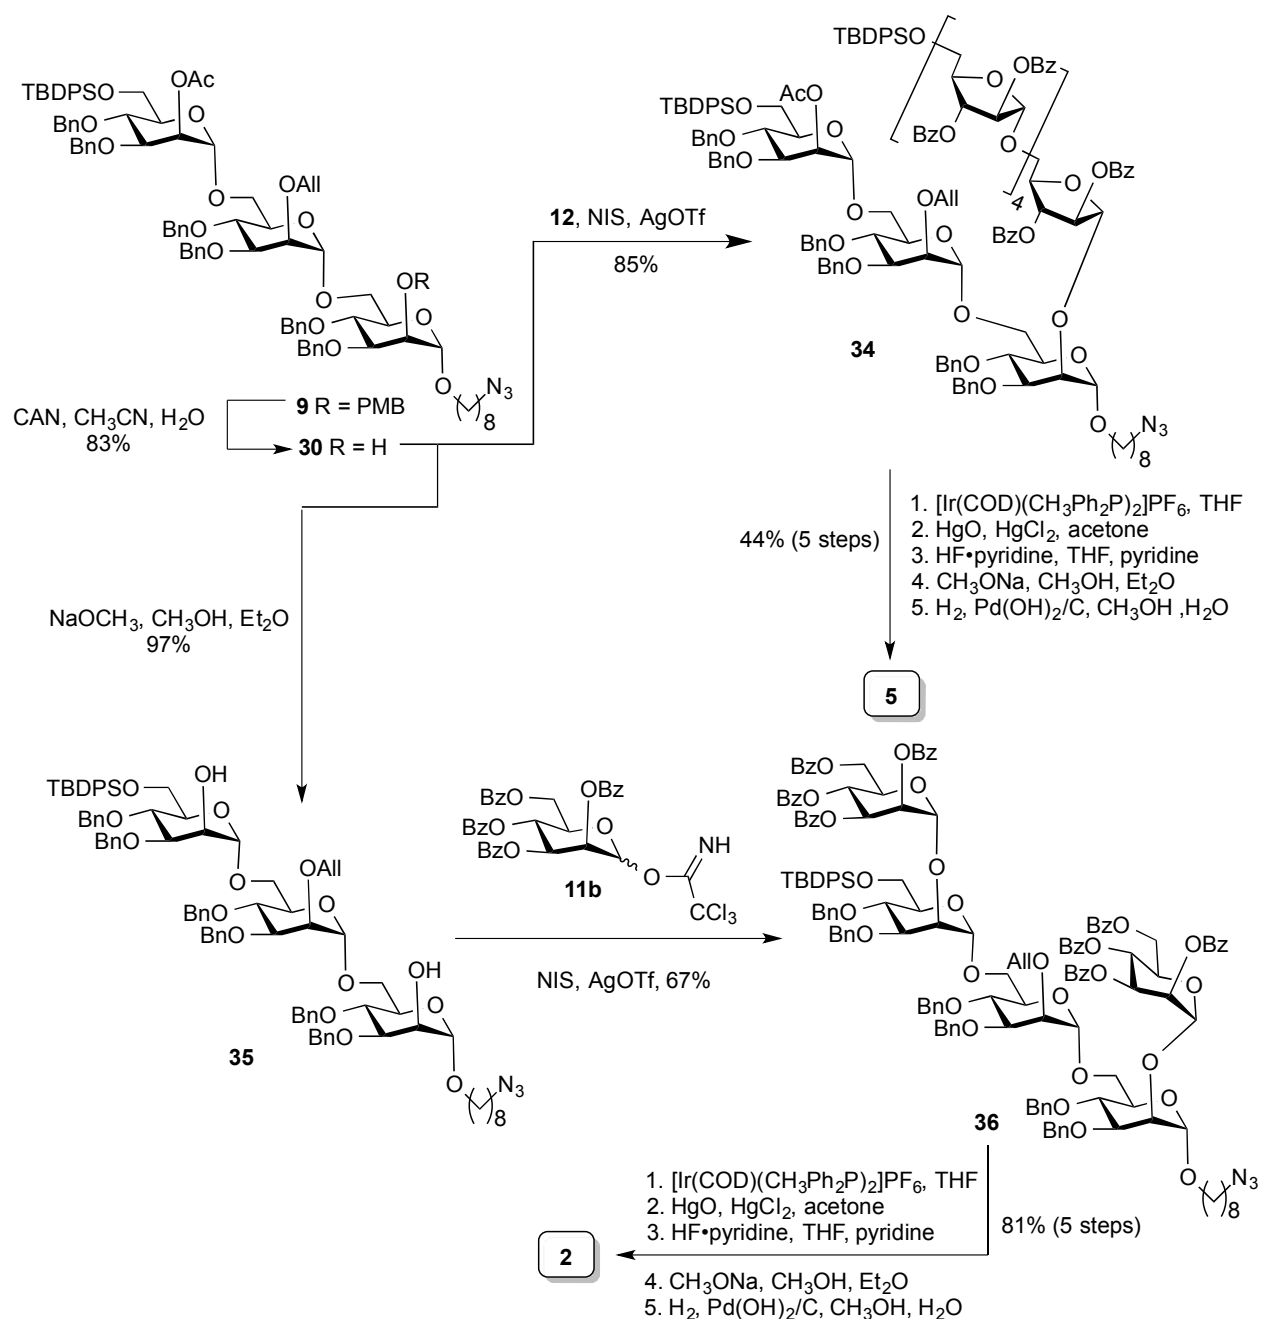 TBDPSO
OAc
BnO
BnO
O
O
OAll
BnO
BnO
O
O
OR
BnO
BnO
O
O
N3
8
9 R = PMB
CAN, CH3CN, H2O
83%
30 R = H
12, NIS, AgOTf
85%
TBDPSO
OBz
O
BzO
O
4
O
OBz
BzO
AcO
TBDPSO
O
BnO
BnO
O
OAll
O
BnO
BnO
O
O
O
BnO
BnO
O
N3
8
34
44% (5 steps)
1. [Ir(COD)(CH3Ph2P)2]PF6, THF
2. HgO, HgCl2, acetone
3. HF•pyridine, THF, pyridine
4. CH3ONa, CH3OH, Et2O
5. H2, Pd(OH)2/C, CH3OH ,H2O
5
NaOCH3, CH3OH, Et2O
97%
TBDPSO
OH
O
BnO
BnO
O
OAll
O
BnO
BnO
O
OH
O
BnO
BnO
O
N3
8
35
BzO
OBz
O
BzO
BzO
O
NH
CCl3
11b
NIS, AgOTf, 67%
BzO
OBz
O
BzO
BzO
O
TBDPSO
O
BnO
BnO
O
AllO
O
BnO
BnO
O
BzO
BzO
OBz
BzO
O
O
O
BnO
BnO
O
N3
8
36
1. [Ir(COD)(CH3Ph2P)2]PF6, THF
2. HgO, HgCl2, acetone
3. HF•pyridine, THF, pyridine
81% (5 steps)
2
4. CH3ONa, CH3OH, Et2O
5. H2, Pd(OH)2/C, CH3OH, H2O